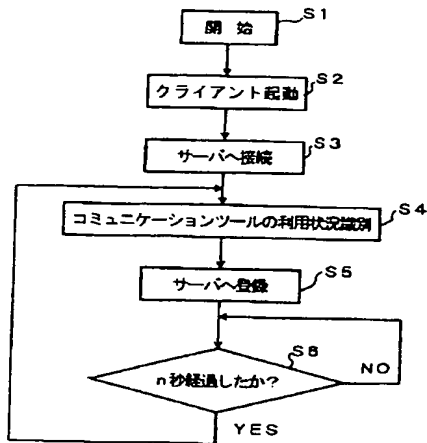 開始
S1
クライアント起動
S2
サーバへ接続
S3
コミュニケーションツールの利用状況識別
S4
サーバへ登録
S5
n秒経過したか?
S6
NO
YES